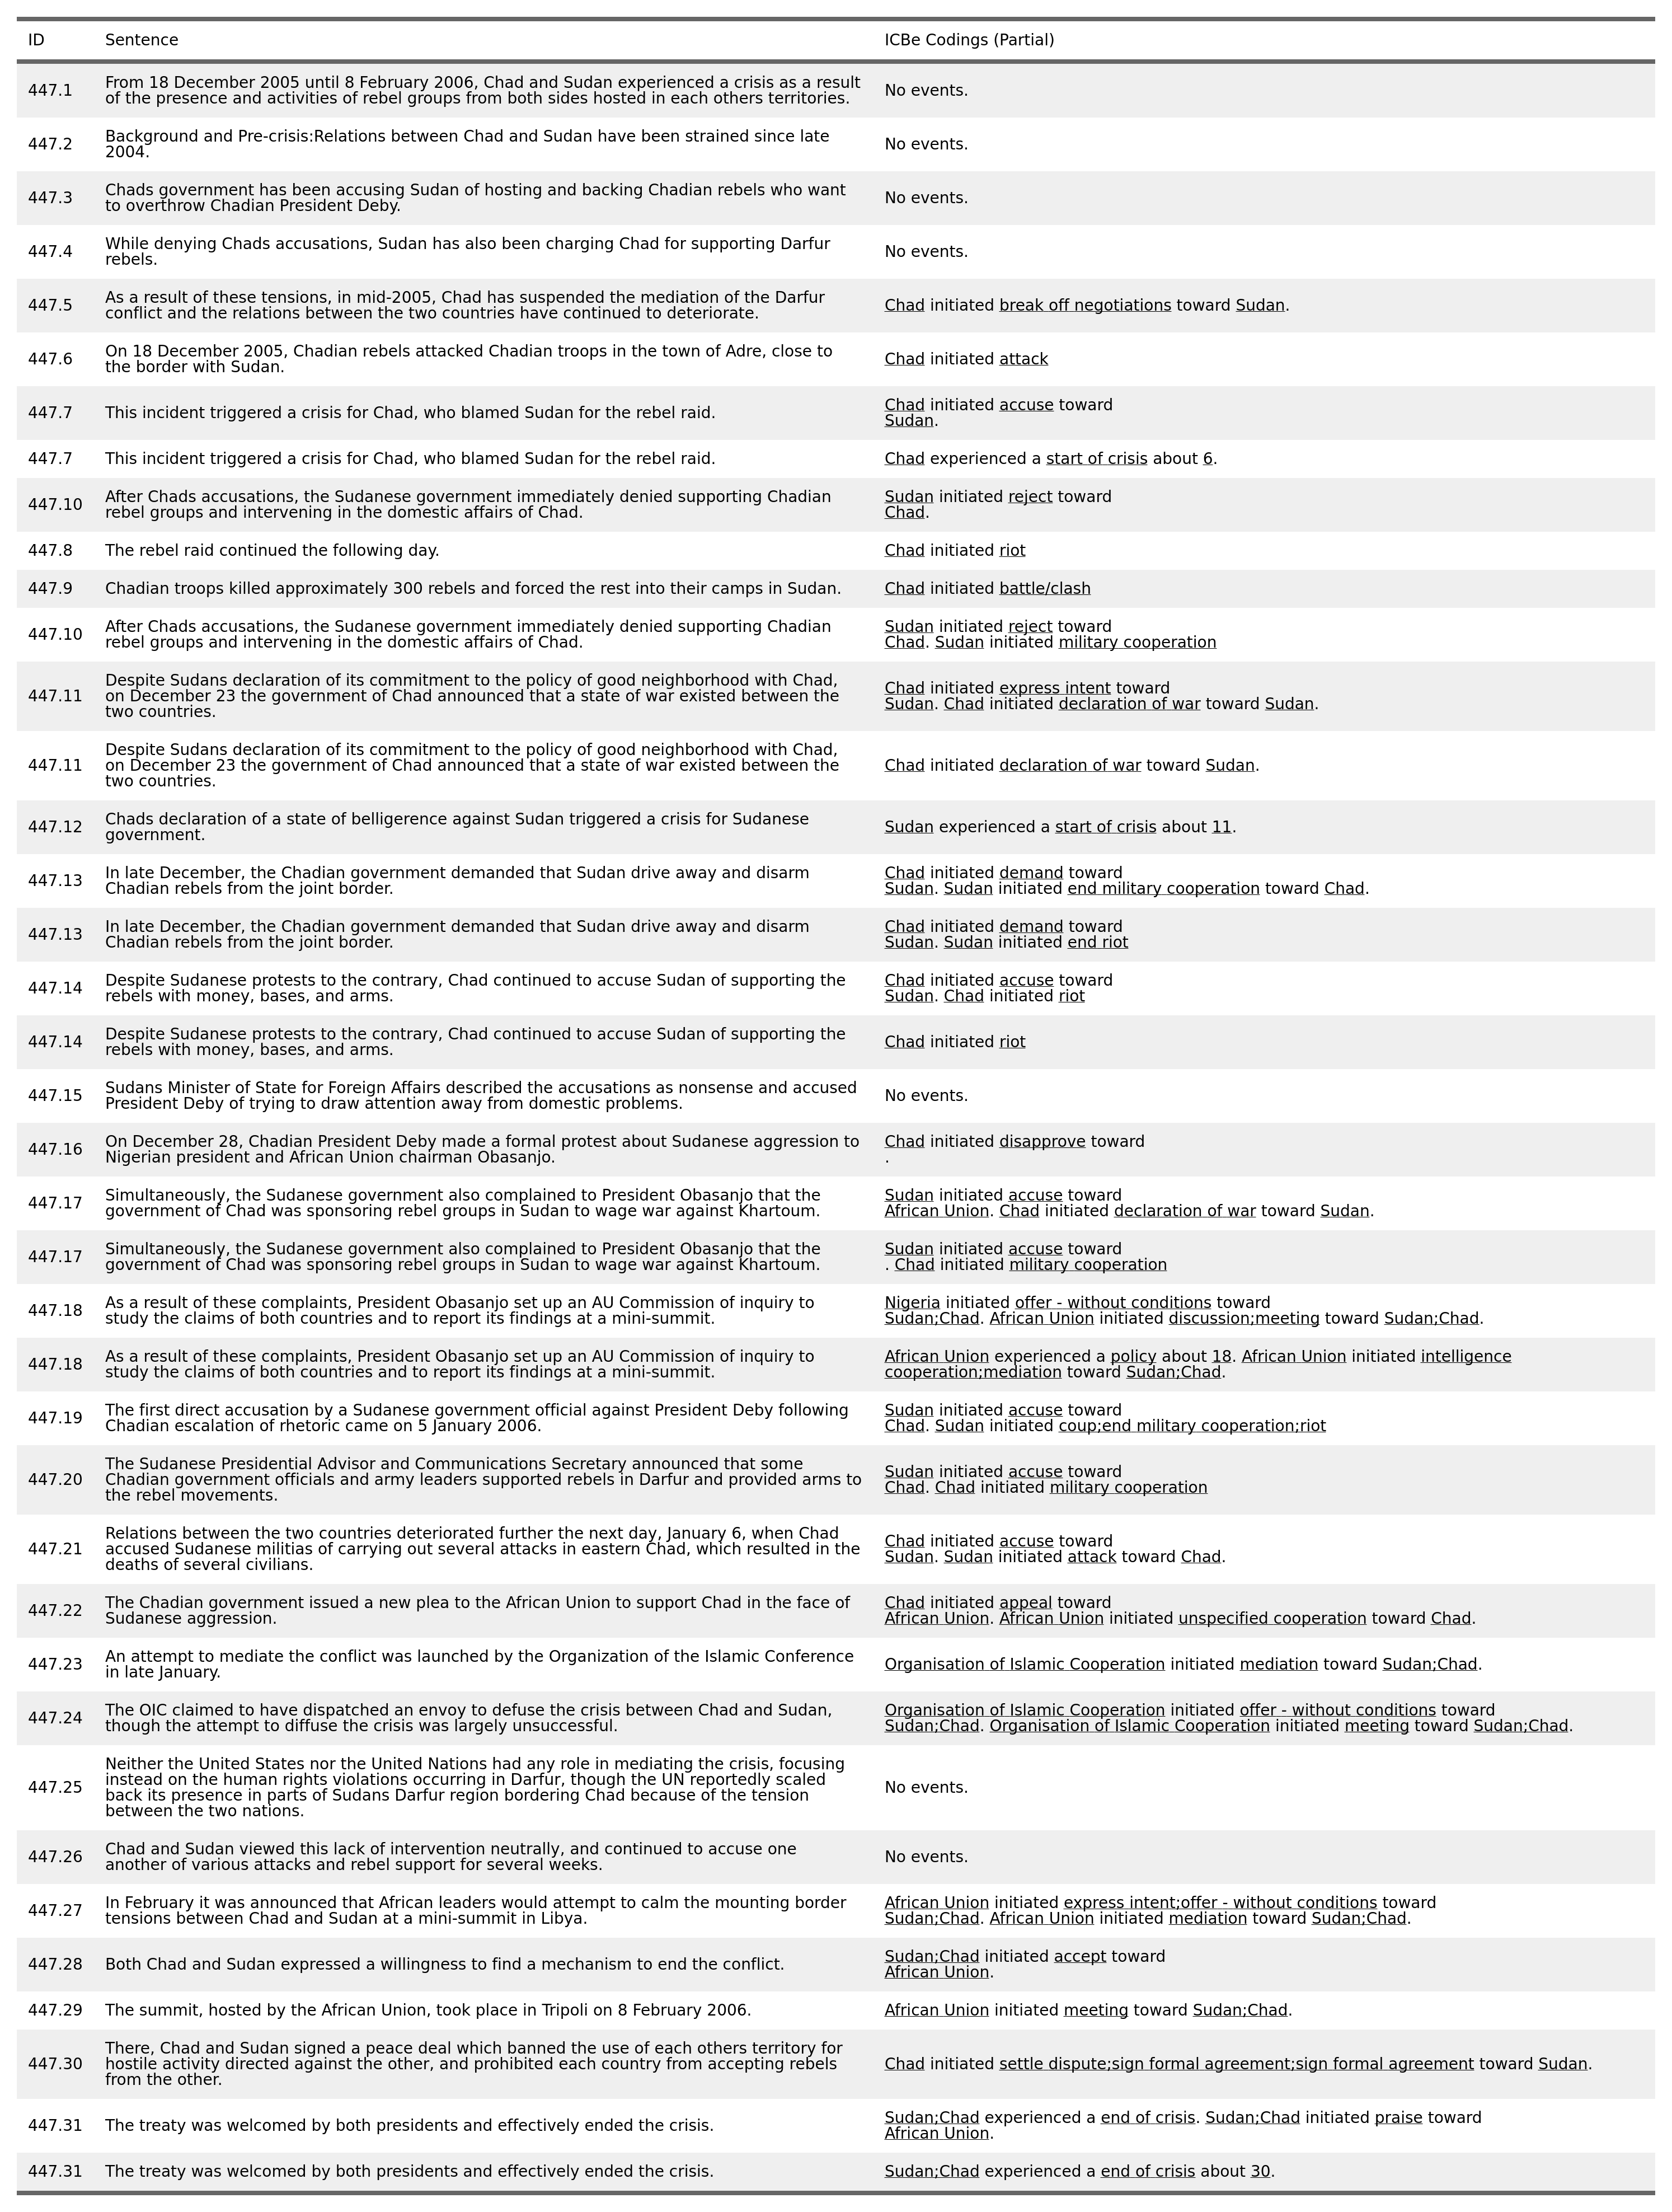 ID Sentence ICBe Codings (Partial)
447.1 From 18 December 2005 until 8 February 2006, Chad and Sudan experienced a crisis as a result
of the presence and activities of rebel groups from both sides hosted in each others territories. No events.
447.2 Background and Pre-crisis:Relations between Chad and Sudan have been strained since late
2004. No events.
447.3 Chads government has been accusing Sudan of hosting and backing Chadian rebels who want
to overthrow Chadian President Deby. No events.
447.4 While denying Chads accusations, Sudan has also been charging Chad for supporting Darfur
rebels. No events.
447.5 As a result of these tensions, in mid-2005, Chad has suspended the mediation of the Darfur
conflict and the relations between the two countries have continued to deteriorate. Chad initiated break off negotiations toward Sudan.
447.6 On 18 December 2005, Chadian rebels attacked Chadian troops in the town of Adre, close to
the border with Sudan. Chad initiated attack
447.7 This incident triggered a crisis for Chad, who blamed Sudan for the rebel raid. Chad initiated accuse toward
Sudan.
447.7 This incident triggered a crisis for Chad, who blamed Sudan for the rebel raid. Chad experienced a start of crisis about 6.
447.10 After Chads accusations, the Sudanese government immediately denied supporting Chadian
rebel groups and intervening in the domestic affairs of Chad. Sudan initiated reject toward
Chad.
447.8 The rebel raid continued the following day. Chad initiated riot
447.9 Chadian troops killed approximately 300 rebels and forced the rest into their camps in Sudan. Chad initiated battle/clash
447.10 After Chads accusations, the Sudanese government immediately denied supporting Chadian
rebel groups and intervening in the domestic affairs of Chad. Sudan initiated reject toward
Chad. Sudan initiated military cooperation
447.11 Despite Sudans declaration of its commitment to the policy of good neighborhood with Chad,
on December 23 the government of Chad announced that a state of war existed between the
two countries. Chad initiated express intent toward
Sudan. Chad initiated declaration of war toward Sudan.
447.11 Despite Sudans declaration of its commitment to the policy of good neighborhood with Chad,
on December 23 the government of Chad announced that a state of war existed between the
two countries. Chad initiated declaration of war toward Sudan.
447.12 Chads declaration of a state of belligerence against Sudan triggered a crisis for Sudanese
government. Sudan experienced a start of crisis about 11.
447.13 In late December, the Chadian government demanded that Sudan drive away and disarm
Chadian rebels from the joint border. Chad initiated demand toward
Sudan. Sudan initiated end military cooperation toward Chad.
447.13 In late December, the Chadian government demanded that Sudan drive away and disarm
Chadian rebels from the joint border. Chad initiated demand toward
Sudan. Sudan initiated end riot
447.14 Despite Sudanese protests to the contrary, Chad continued to accuse Sudan of supporting the
rebels with money, bases, and arms. Chad initiated accuse toward
Sudan. Chad initiated riot
447.14 Despite Sudanese protests to the contrary, Chad continued to accuse Sudan of supporting the
rebels with money, bases, and arms. Chad initiated riot
447.15 Sudans Minister of State for Foreign Affairs described the accusations as nonsense and accused
President Deby of trying to draw attention away from domestic problems. No events.
447.16 On December 28, Chadian President Deby made a formal protest about Sudanese aggression to
Nigerian president and African Union chairman Obasanjo. Chad initiated disapprove toward
.
447.17 Simultaneously, the Sudanese government also complained to President Obasanjo that the
government of Chad was sponsoring rebel groups in Sudan to wage war against Khartoum. Sudan initiated accuse toward
African Union. Chad initiated declaration of war toward Sudan.
447.17 Simultaneously, the Sudanese government also complained to President Obasanjo that the
government of Chad was sponsoring rebel groups in Sudan to wage war against Khartoum. Sudan initiated accuse toward
. Chad initiated military cooperation
447.18 As a result of these complaints, President Obasanjo set up an AU Commission of inquiry to
study the claims of both countries and to report its findings at a mini-summit. Nigeria initiated offer - without conditions toward
Sudan;Chad. African Union initiated discussion;meeting toward Sudan;Chad.
447.18 As a result of these complaints, President Obasanjo set up an AU Commission of inquiry to
study the claims of both countries and to report its findings at a mini-summit. African Union experienced a policy about 18. African Union initiated intelligence
cooperation;mediation toward Sudan;Chad.
447.19 The first direct accusation by a Sudanese government official against President Deby following
Chadian escalation of rhetoric came on 5 January 2006. Sudan initiated accuse toward
Chad. Sudan initiated coup;end military cooperation;riot
447.20 The Sudanese Presidential Advisor and Communications Secretary announced that some
Chadian government officials and army leaders supported rebels in Darfur and provided arms to
the rebel movements. Sudan initiated accuse toward
Chad. Chad initiated military cooperation
447.21 Relations between the two countries deteriorated further the next day, January 6, when Chad
accused Sudanese militias of carrying out several attacks in eastern Chad, which resulted in the
deaths of several civilians. Chad initiated accuse toward
Sudan. Sudan initiated attack toward Chad.
447.22 The Chadian government issued a new plea to the African Union to support Chad in the face of
Sudanese aggression. Chad initiated appeal toward
African Union. African Union initiated unspecified cooperation toward Chad.
447.23 An attempt to mediate the conflict was launched by the Organization of the Islamic Conference
in late January. Organisation of Islamic Cooperation initiated mediation toward Sudan;Chad.
447.24 The OIC claimed to have dispatched an envoy to defuse the crisis between Chad and Sudan,
though the attempt to diffuse the crisis was largely unsuccessful. Organisation of Islamic Cooperation initiated offer - without conditions toward
Sudan;Chad. Organisation of Islamic Cooperation initiated meeting toward Sudan;Chad.
447.25 Neither the United States nor the United Nations had any role in mediating the crisis, focusing
instead on the human rights violations occurring in Darfur, though the UN reportedly scaled
back its presence in parts of Sudans Darfur region bordering Chad because of the tension
between the two nations. No events.
447.26 Chad and Sudan viewed this lack of intervention neutrally, and continued to accuse one
another of various attacks and rebel support for several weeks. No events.
447.27 In February it was announced that African leaders would attempt to calm the mounting border
tensions between Chad and Sudan at a mini-summit in Libya. African Union initiated express intent;offer - without conditions toward
Sudan;Chad. African Union initiated mediation toward Sudan;Chad.
447.28 Both Chad and Sudan expressed a willingness to find a mechanism to end the conflict. Sudan;Chad initiated accept toward
African Union.
447.29 The summit, hosted by the African Union, took place in Tripoli on 8 February 2006. African Union initiated meeting toward Sudan;Chad.
447.30 There, Chad and Sudan signed a peace deal which banned the use of each others territory for
hostile activity directed against the other, and prohibited each country from accepting rebels
from the other. Chad initiated settle dispute;sign formal agreement;sign formal agreement toward Sudan.
447.31 The treaty was welcomed by both presidents and effectively ended the crisis. Sudan;Chad experienced a end of crisis. Sudan;Chad initiated praise toward
African Union.
447.31 The treaty was welcomed by both presidents and effectively ended the crisis. Sudan;Chad experienced a end of crisis about 30.